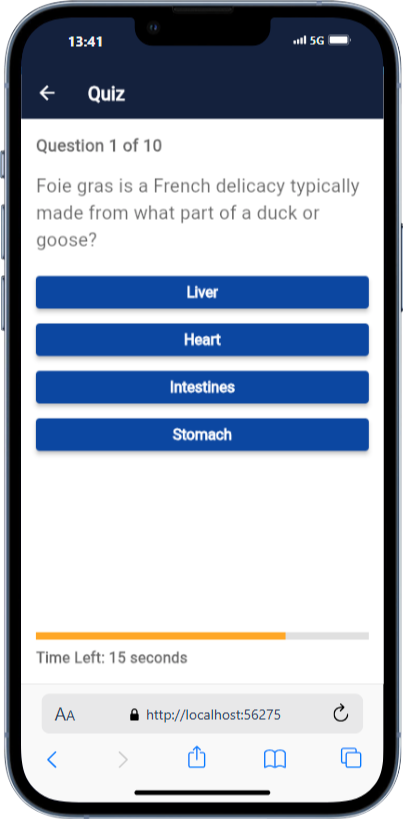 13:41
5G
Quiz
Question 1 of 10
Foie gras is a French delicacy typically
made from what part of a duck or
goose?
Liver
Heart
Intestines
Stomach
Time Left: 15 seconds
AA http://localhost:56275